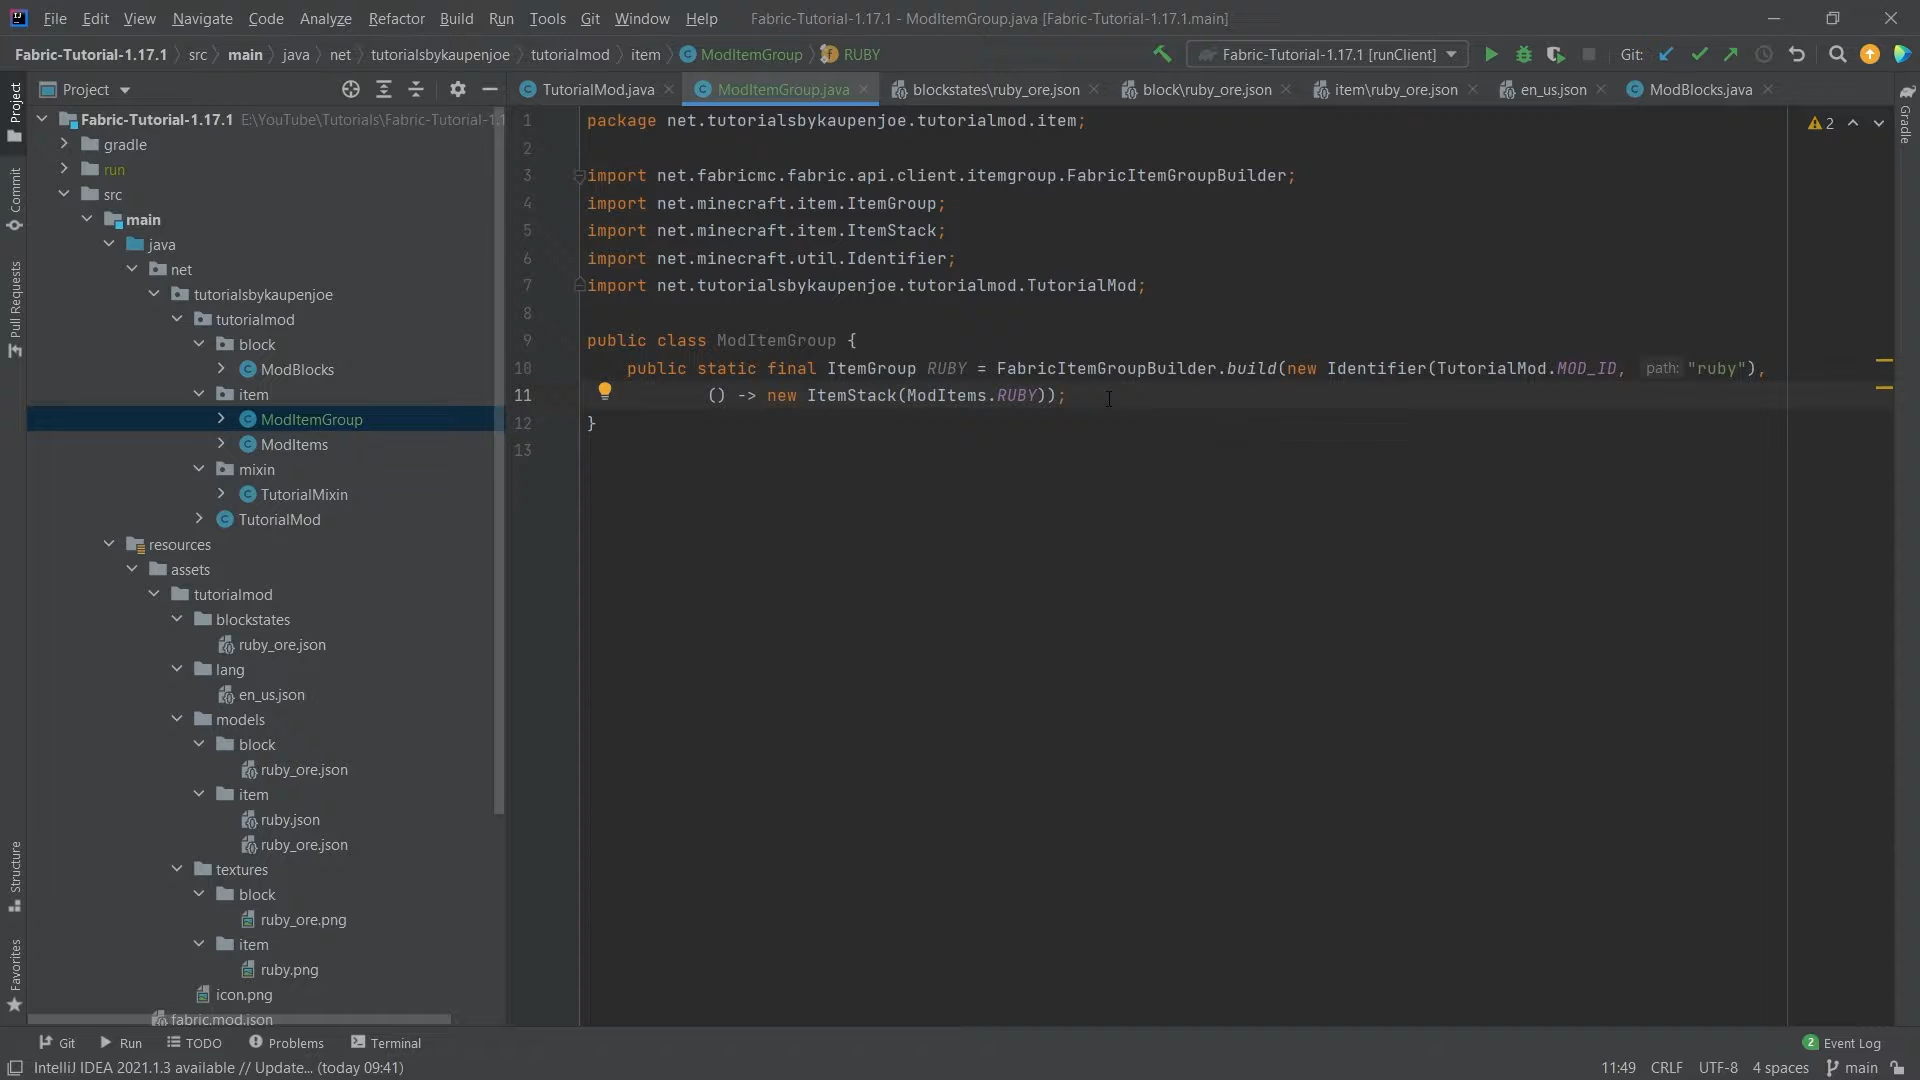 File Edit View Navigate Code Analyze Refactor Build Run Tools Git Window Help Fabric-Tutorial-1.17.1 - ModItemGroup.java [Fabric-Tutorial-1.17.1.main]
Fabric-Tutorial-1.17.1 src main java net tutorialsbykaupenjoe tutorialmod item ModItemGroup RUBY Fabric-Tutorial-1.17.1 [runClient] Git:
Project TutorialMod.java ModItemGroup.java blockstates\ruby_ore.json block\ruby_ore.json item\ruby_ore.json en_us.json ModBlocks.java
Project
Commit
Pull Requests
Structure
Favorites
Gradle
Fabric-Tutorial-1.17.1 E:\YouTube\Tutorials\Fabric-Tutorial-1.1
gradle
run
src
main
java
net
tutorialsbykaupenjoe
tutorialmod
block
ModBlocks
item
ModItemGroup
ModItems
mixin
TutorialMixin
TutorialMod
resources
assets
tutorialmod
blockstates
ruby_ore.json
lang
en_us.json
models
block
ruby_ore.json
item
ruby.json
ruby_ore.json
textures
block
ruby_ore.png
item
ruby.png
icon.png
fabric.mod.json
2
1 package net.tutorialsbykaupenjoe.tutorialmod.item;
2
3 import net.fabricmc.fabric.api.client.itemgroup.FabricItemGroupBuilder;
4 import net.minecraft.item.ItemGroup;
5 import net.minecraft.item.ItemStack;
6 import net.minecraft.util.Identifier;
7 import net.tutorialsbykaupenjoe.tutorialmod.TutorialMod;
8
9 public class ModItemGroup {
10 public static final ItemGroup RUBY = FabricItemGroupBuilder.build(new Identifier(TutorialMod.MOD_ID, path: "ruby"),
11 () -> new ItemStack(ModItems.RUBY));
12 }
13
Git Run TODO Problems Terminal 2 Event Log
IntelliJ IDEA 2021.1.3 available // Update... (today 09:41) 11:49 CRLF UTF-8 4 spaces main